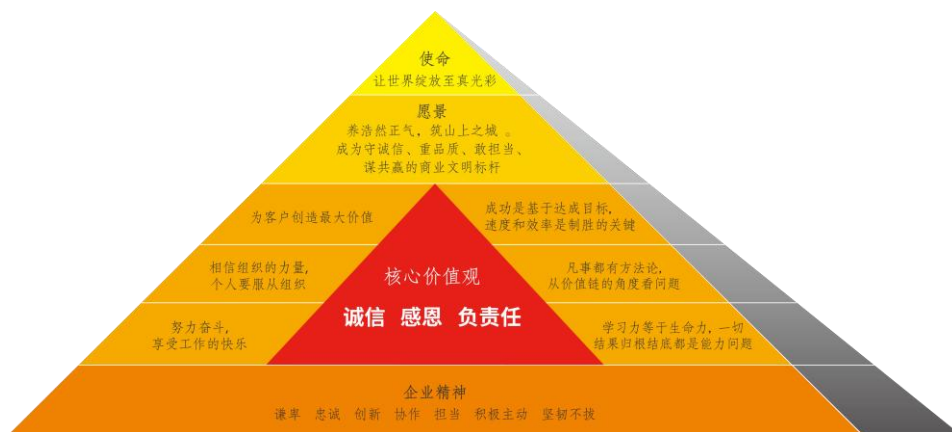 使命
让世界绽放至真光彩
愿景
养浩然正气，筑山上之城 。
成为守诚信、重品质、敢担当、
谋共赢的商业文明标杆
为客户创造最大价值
成功是基于达成目标，
速度和效率是制胜的关键
相信组织的力量，
个人要服从组织
凡事都有方法论，
从价值链的角度看问题
努力奋斗，
享受工作的快乐
学习力等于生命力，一切
结果归根结底都是能力问题
核心价值观
诚信 感恩 负责任
企业精神
谦卑 忠诚 创新 协作 担当 积极主动 坚韧不拔